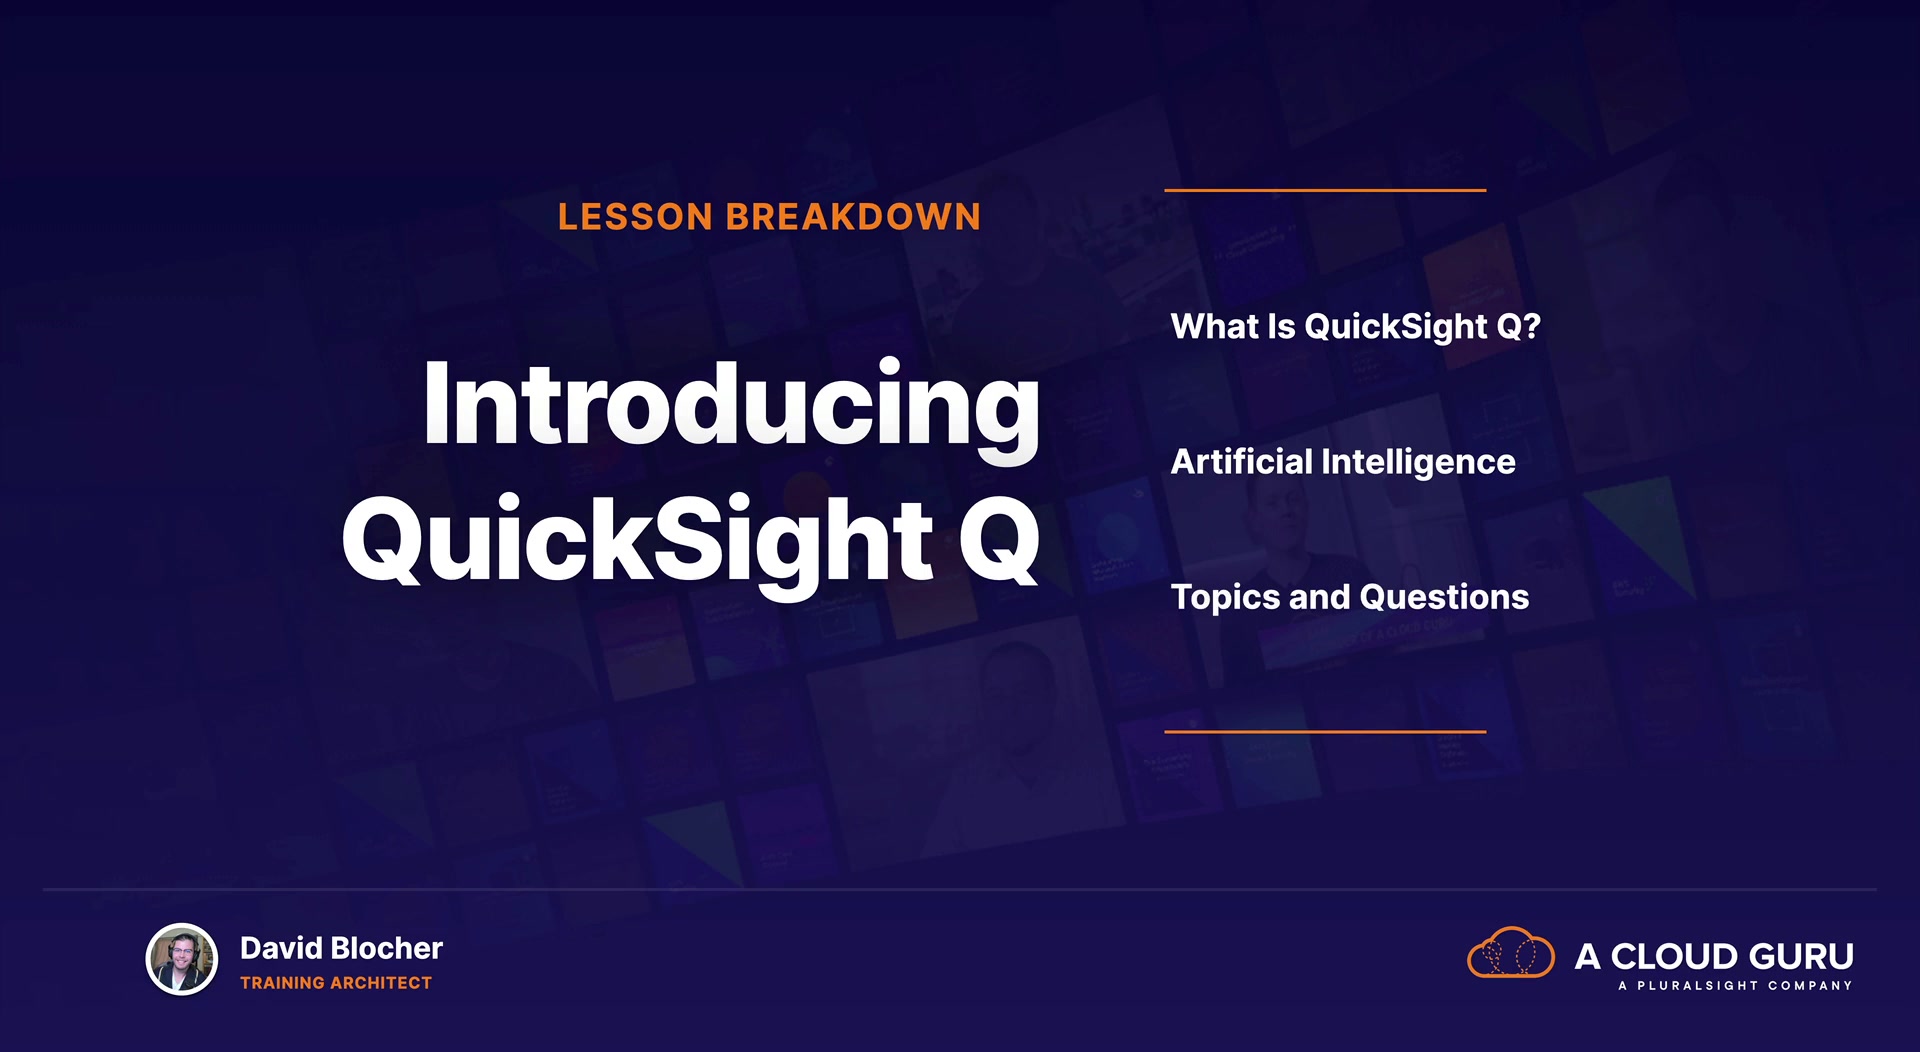 LESSON BREAKDOWN
Introducing
QuickSight Q
What Is QuickSight Q?
Artificial Intelligence
Topics and Questions
David Blocher
TRAINING ARCHITECT
A CLOUD GURU
A PLURALSIGHT COMPANY